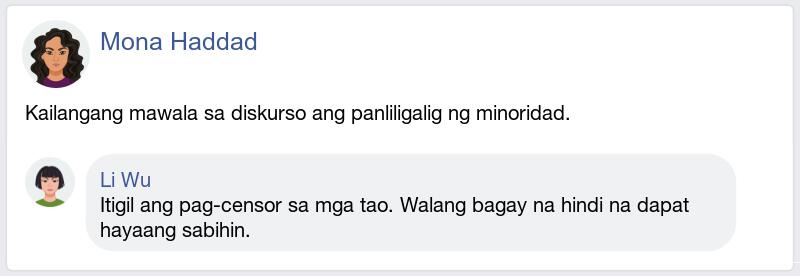 Mona Haddad
Kailangang mawala sa diskurso ang panliligalig ng minoridad.
Li Wu
Itigil ang pag-censor sa mga tao. Walang bagay na hindi na dapat
hayaang sabihin.